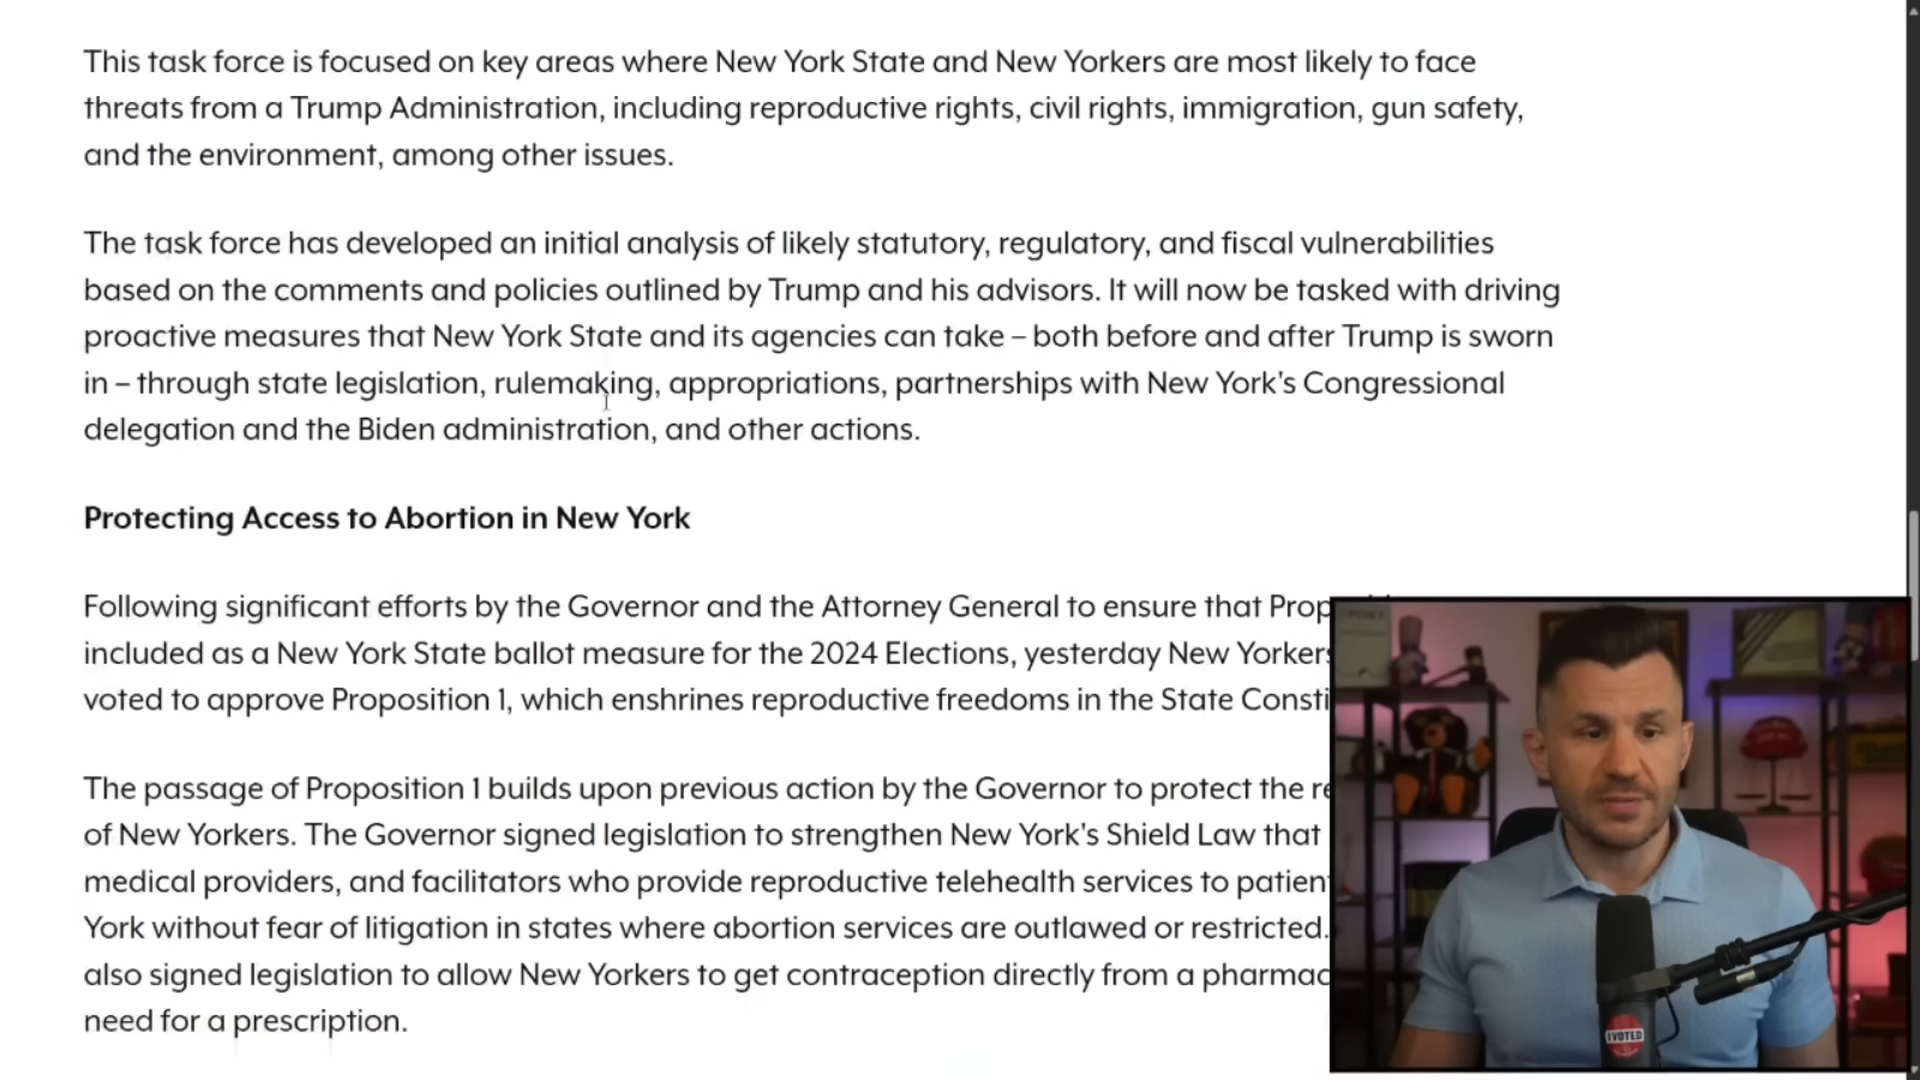 This task force is focused on key areas where New York State and New Yorkers are most likely to face
threats from a Trump Administration, including reproductive rights, civil rights, immigration, gun safety,
and the environment, among other issues.
The task force has developed an initial analysis of likely statutory, regulatory, and fiscal vulnerabilities
based on the comments and policies outlined by Trump and his advisors. It will now be tasked with driving
proactive measures that New York State and its agencies can take – both before and after Trump is sworn
in – through state legislation, rulemaking, appropriations, partnerships with New York's Congressional
delegation and the Biden administration, and other actions.
Protecting Access to Abortion in New York
Following significant efforts by the Governor and the Attorney General to ensure that Prop
included as a New York State ballot measure for the 2024 Elections, yesterday New Yorkers
voted to approve Proposition 1, which enshrines reproductive freedoms in the State Consti
The passage of Proposition 1 builds upon previous action by the Governor to protect the re
of New Yorkers. The Governor signed legislation to strengthen New York's Shield Law that
medical providers, and facilitators who provide reproductive telehealth services to patient
York without fear of litigation in states where abortion services are outlawed or restricted.
also signed legislation to allow New Yorkers to get contraception directly from a pharmac
need for a prescription.
I VOTED